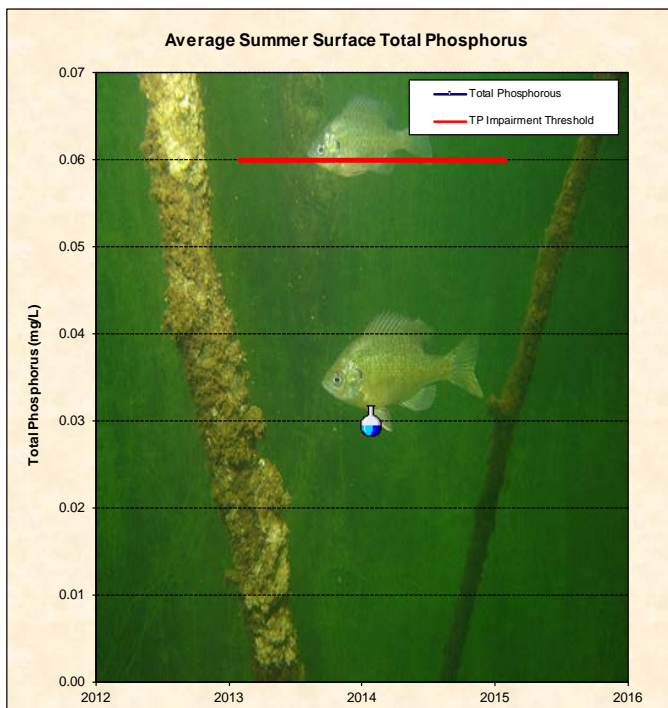 Average Summer Surface Total Phosphorus
Total Phosphorous
TP Impairment Threshold
Total Phosphorus (mg/L)
0.07
0.06
0.05
0.04
0.03
0.02
0.01
0.00
2012 2013 2014 2015 2016